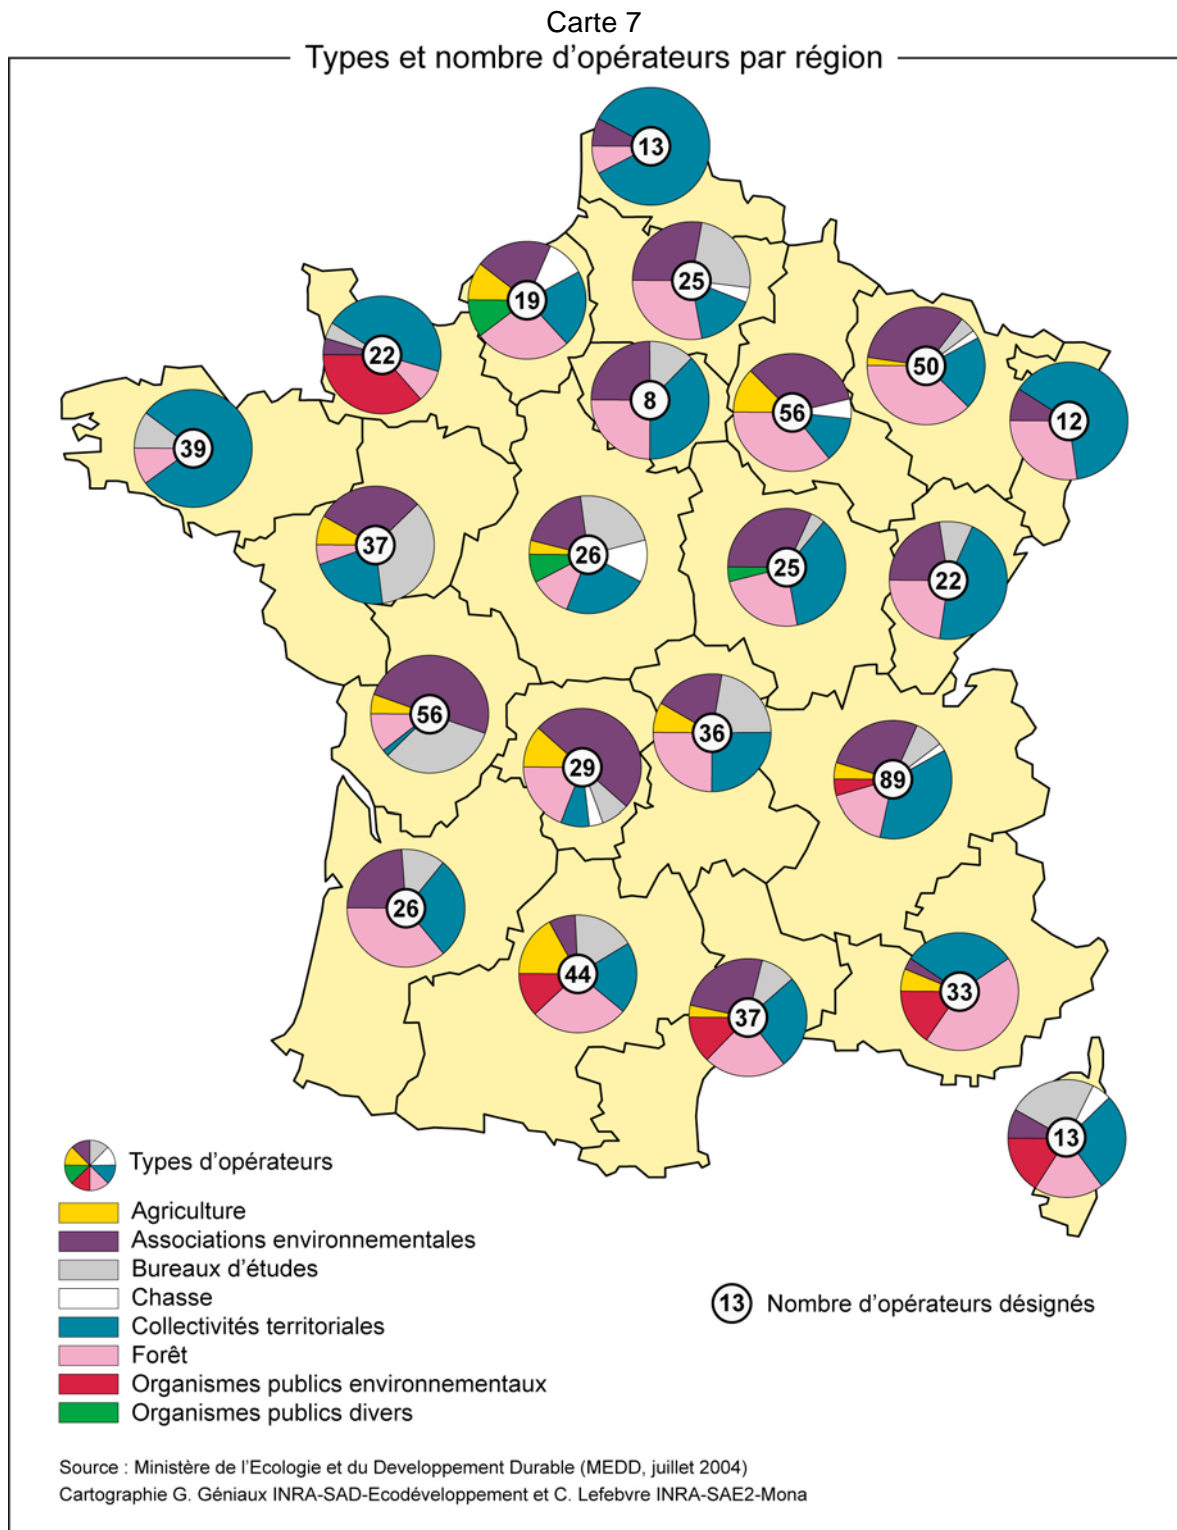 Carte 7
Types et nombre d'opérateurs par région
13
25
19
22
50
8
56
12
39
37
26
25
22
56
36
29
89
26
44
37
33
13
Types d'opérateurs
Agriculture
Associations environnementales
Bureaux d'études
Chasse
13 Nombre d'opérateurs désignés
Collectivités territoriales
Forêt
Organismes publics environnementaux
Organismes publics divers
Source : Ministère de l'Ecologie et du Developpement Durable (MEDD, juillet 2004)
Cartographie G. Géniaux INRA-SAD-Ecodéveloppement et C. Lefebvre INRA-SAE2-Mona